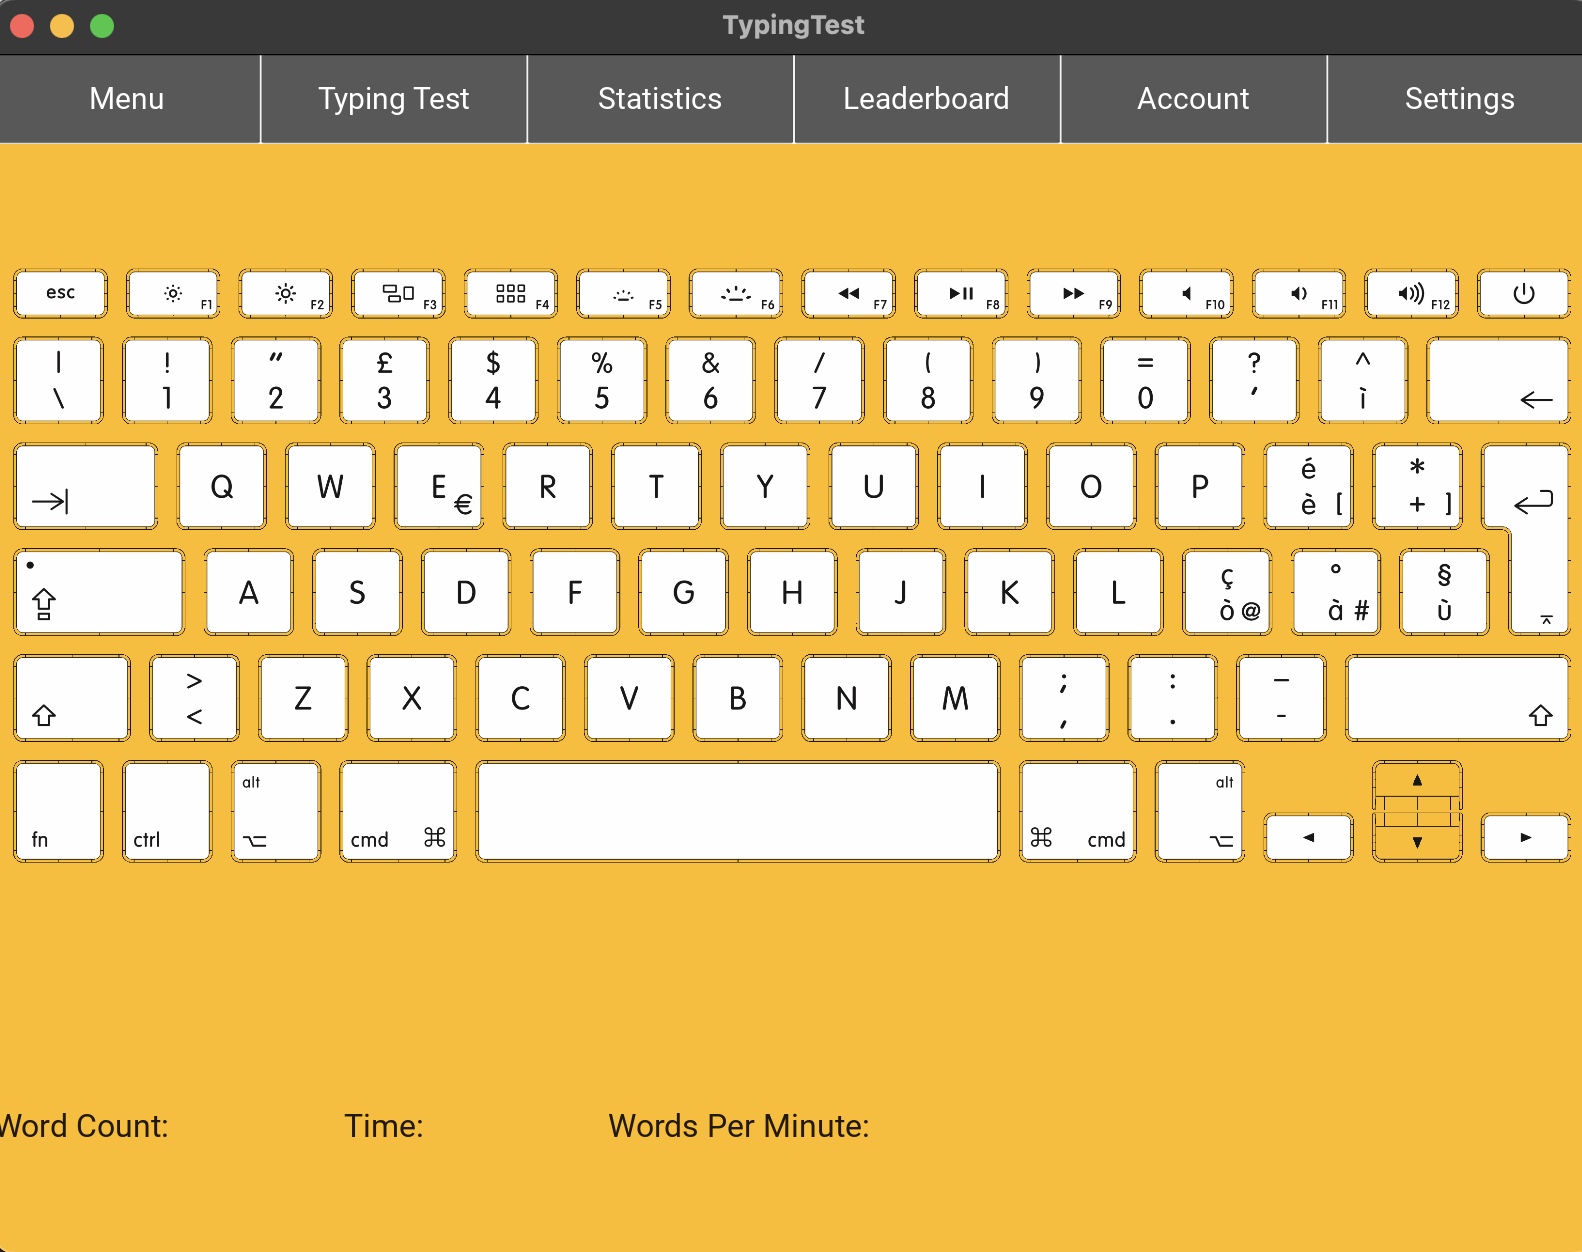 TypingTest
Menu Typing Test Statistics Leaderboard Account Settings
esc F1 F2 F3 F4 F5 F6 F7 F8 F9 F10 F11 F12
| ! " £ $ % & / ( ) = ? ^
\ 1 2 3 4 5 6 7 8 9 0 ' ì
Q W E € R T Y U I O P é è [ * + ]
A S D F G H J K L ç ò @ ° à # § ù
> < Z X C V B N M ; , : . _ -
alt alt
fn ctrl cmd ⌘ ⌘ cmd
Word Count: Time: Words Per Minute: